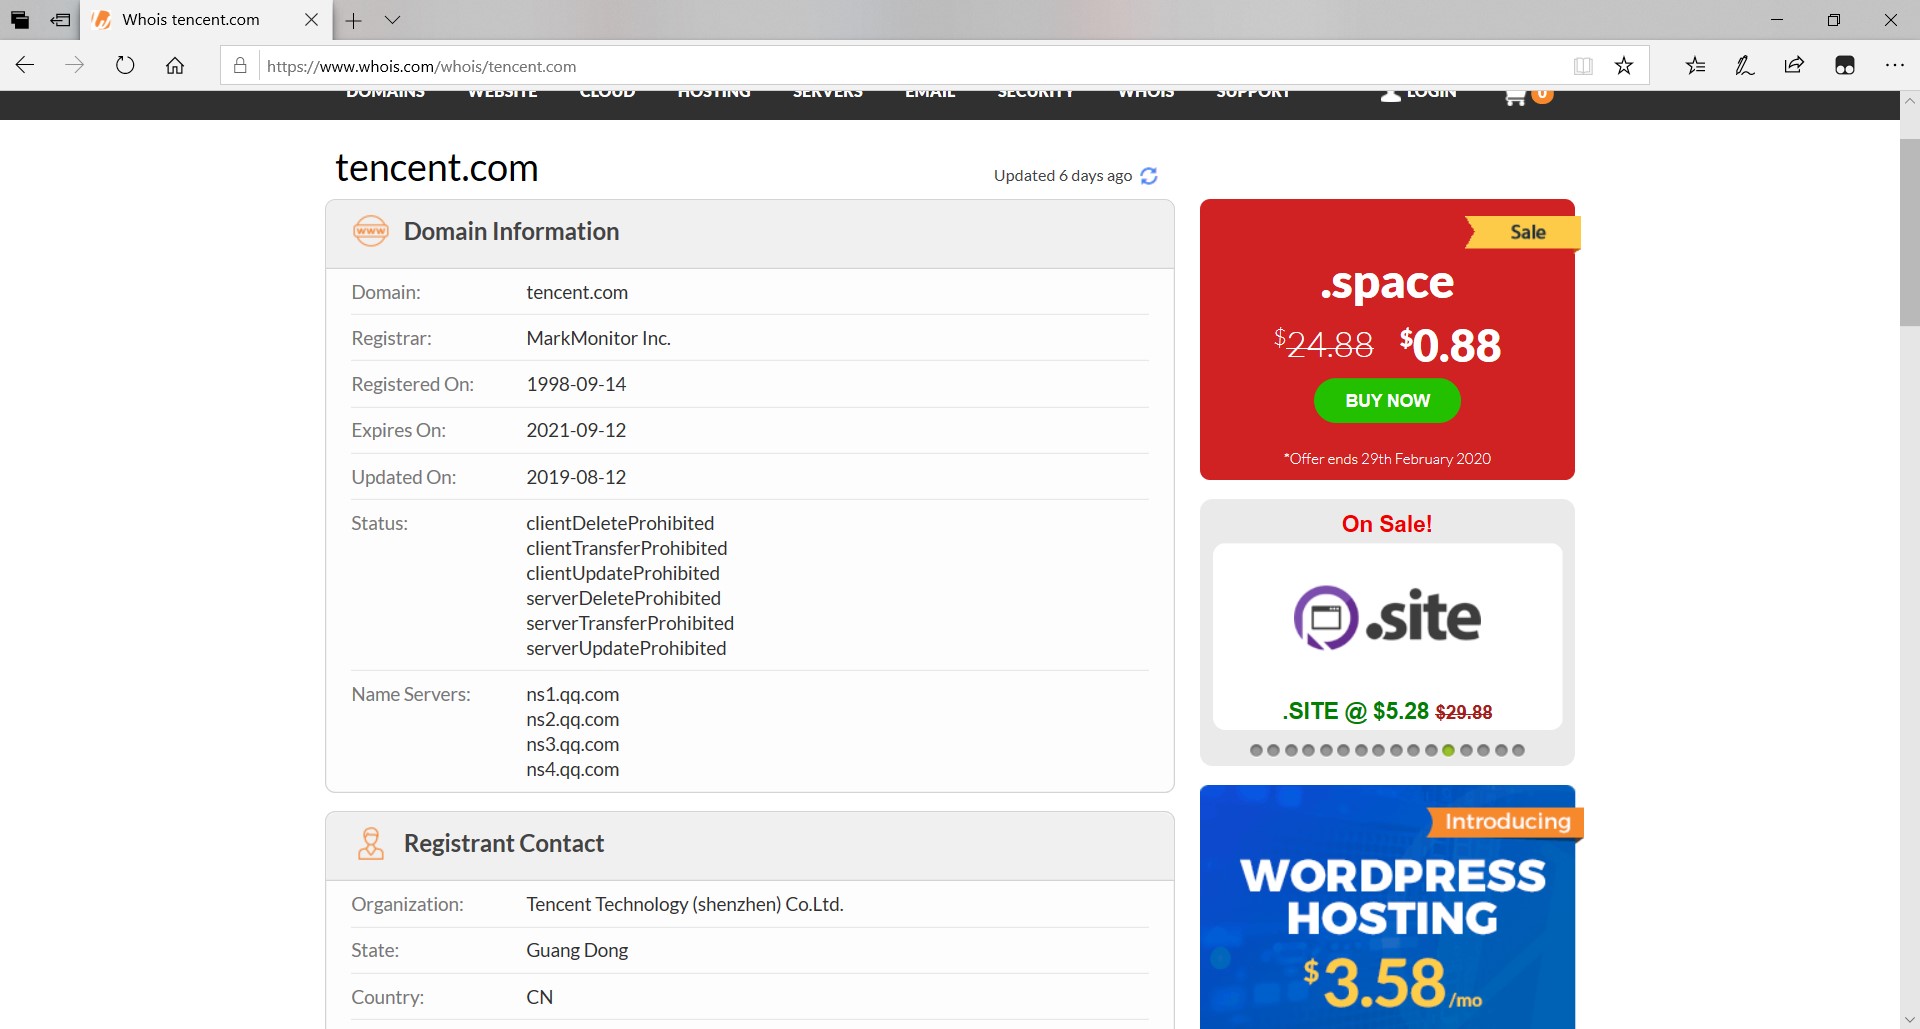 Whois tencent.com
https://www.whois.com/whois/tencent.com
DOMAINS WEBSITE CLOUD HOSTING SERVERS EMAIL SECURITY WHOIS SUPPORT LOGIN 0
tencent.com
Updated 6 days ago
www
Domain Information
Domain: tencent.com
Registrar: MarkMonitor Inc.
Registered On: 1998-09-14
Expires On: 2021-09-12
Updated On: 2019-08-12
Status: clientDeleteProhibited
clientTransferProhibited
clientUpdateProhibited
serverDeleteProhibited
serverTransferProhibited
serverUpdateProhibited
Name Servers: ns1.qq.com
ns2.qq.com
ns3.qq.com
ns4.qq.com
Registrant Contact
Organization: Tencent Technology (shenzhen) Co.Ltd.
State: Guang Dong
Country: CN
Sale
.space
$24.88 $0.88
BUY NOW
*Offer ends 29th February 2020
On Sale!
.site
.SITE @ $5.28 $29.88
Introducing
WORDPRESS
HOSTING
$3.58/mo